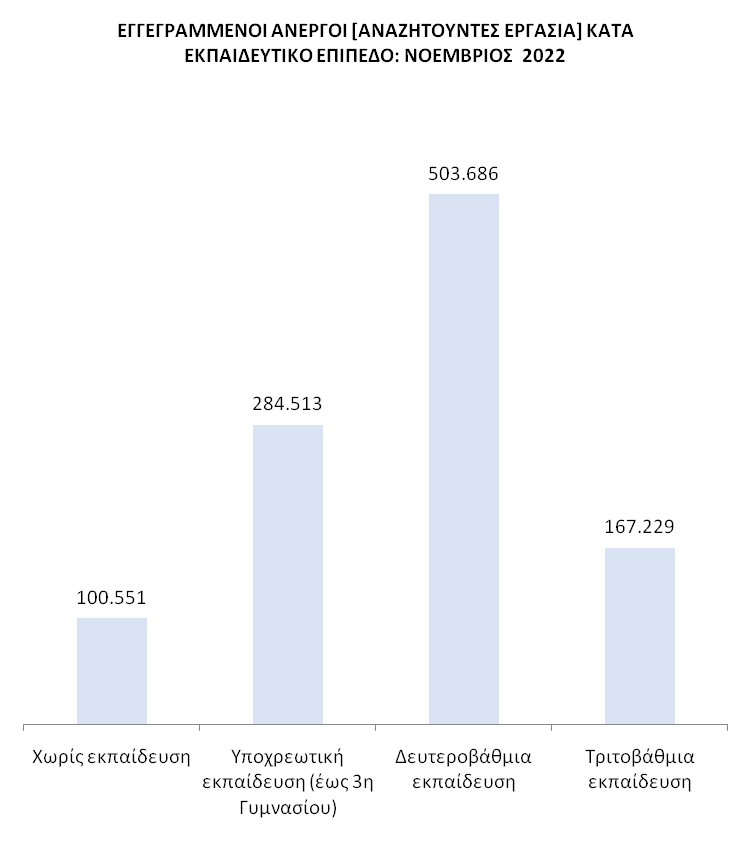 ΕΓΓΕΓΡΑΜΜΕΝΟΙ ΑΝΕΡΓΟΙ [ΑΝΑΖΗΤΟΥΝΤΕΣ ΕΡΓΑΣΙΑ] ΚΑΤΑ
ΕΚΠΑΙΔΕΥΤΙΚΟ ΕΠΙΠΕΔΟ: ΝΟΕΜΒΡΙΟΣ 2022
503.686
284.513
167.229
100.551
Χωρίς εκπαίδευση
Υποχρεωτική
εκπαίδευση (έως 3η
Γυμνασίου)
Δευτεροβάθμια
εκπαίδευση
Τριτοβάθμια
εκπαίδευση